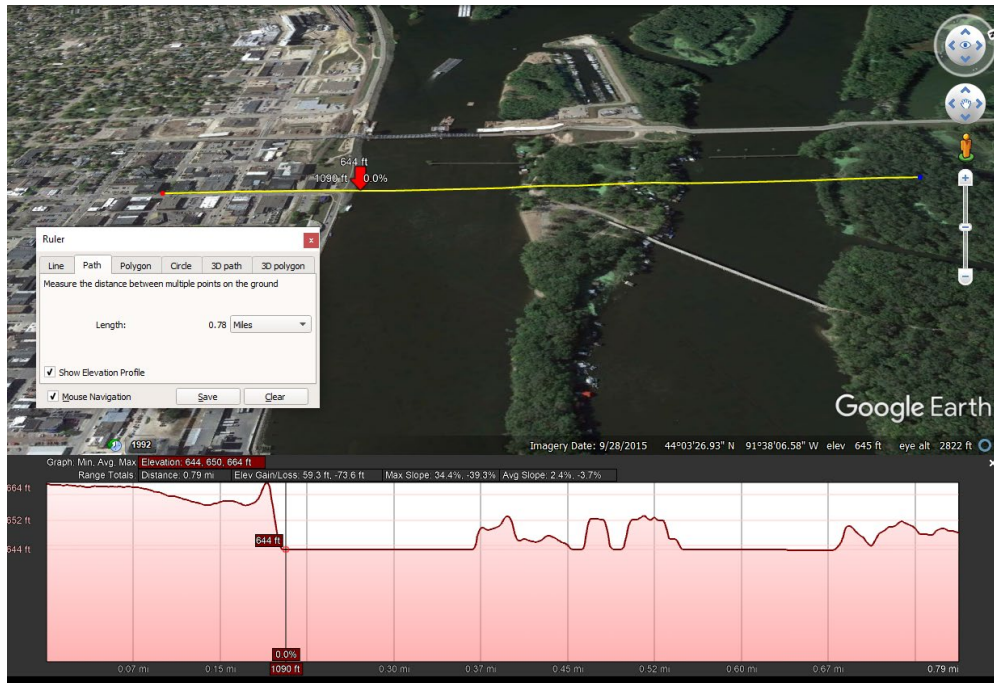 644 ft
1090 ft 0.0%
Ruler
x
Line Path Polygon Circle 3D path 3D polygon
Measure the distance between multiple points on the ground
Length: 0.78 Miles
Show Elevation Profile
Mouse Navigation Save Clear
Google Earth
1992
Imagery Date: 9/28/2015 44°03'26.93" N 91°38'06.58" W elev 645 ft eye alt 2822 ft
Graph: Min, Avg, Max Elevation: 644, 650, 664 ft
Range Totals Distance: 0.79 mi Elev Gain/Loss: 59.3 ft, -73.6 ft Max Slope: 34.4%, -39.3% Avg Slope: 2.4%, -3.7%
664 ft
652 ft
644 ft
644 ft
0.0%
0.07 mi 0.15 mi 1090 ft 0.30 mi 0.37 mi 0.45 mi 0.52 mi 0.60 mi 0.67 mi 0.79 mi